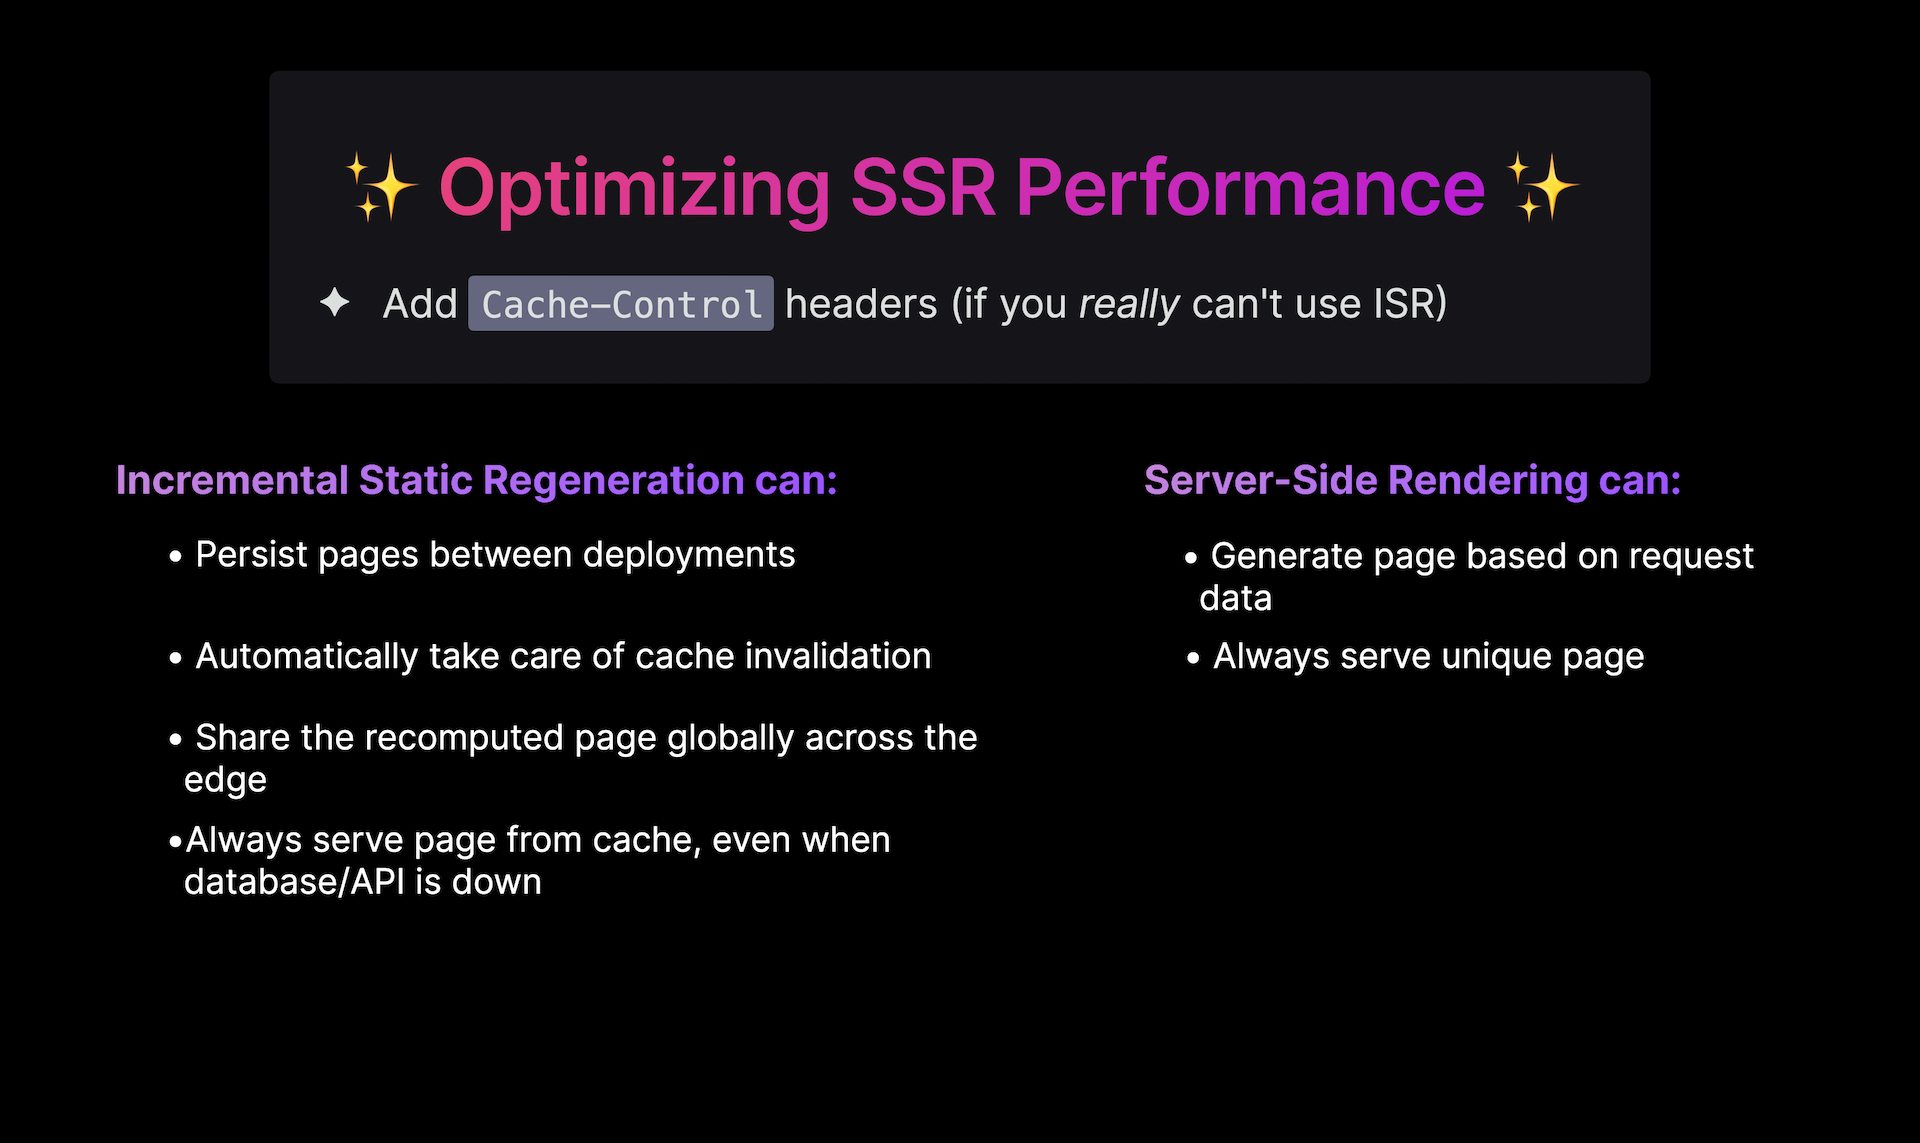 ✨ Optimizing SSR Performance ✨
✦ Add Cache-Control headers (if you really can't use ISR)
Incremental Static Regeneration can:
• Persist pages between deployments
• Automatically take care of cache invalidation
• Share the recomputed page globally across the
edge
•Always serve page from cache, even when
database/API is down
Server-Side Rendering can:
• Generate page based on request
data
• Always serve unique page